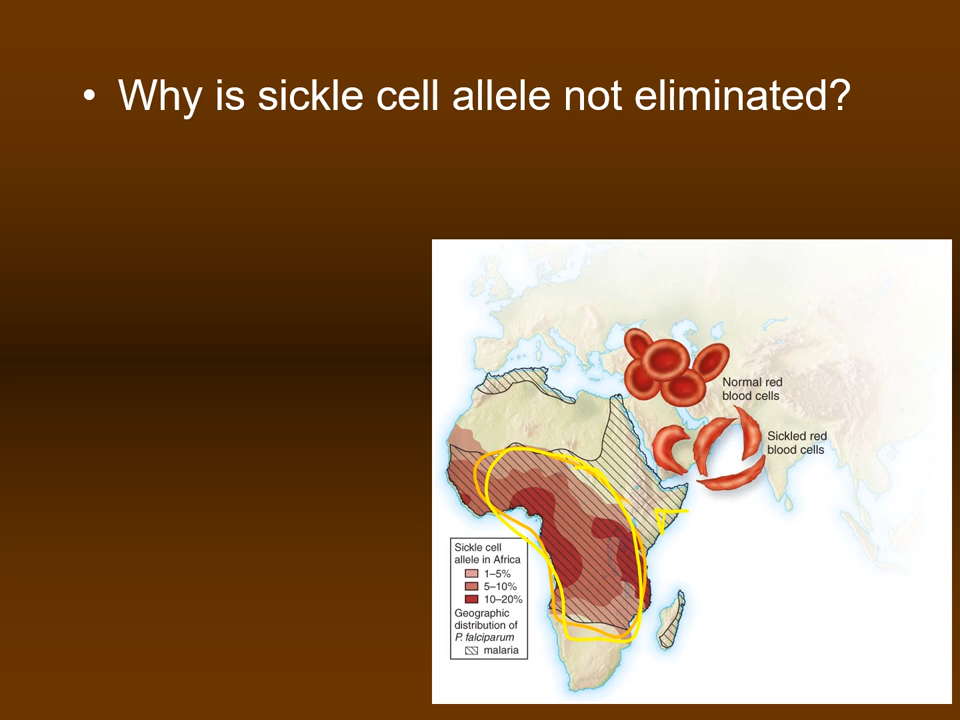 • Why is sickle cell allele not eliminated?
Normal red
blood cells
Sickled red
blood cells
Sickle cell
allele in Africa
1–5%
5–10%
10–20%
Geographic
distribution of
P. falciparum
malaria